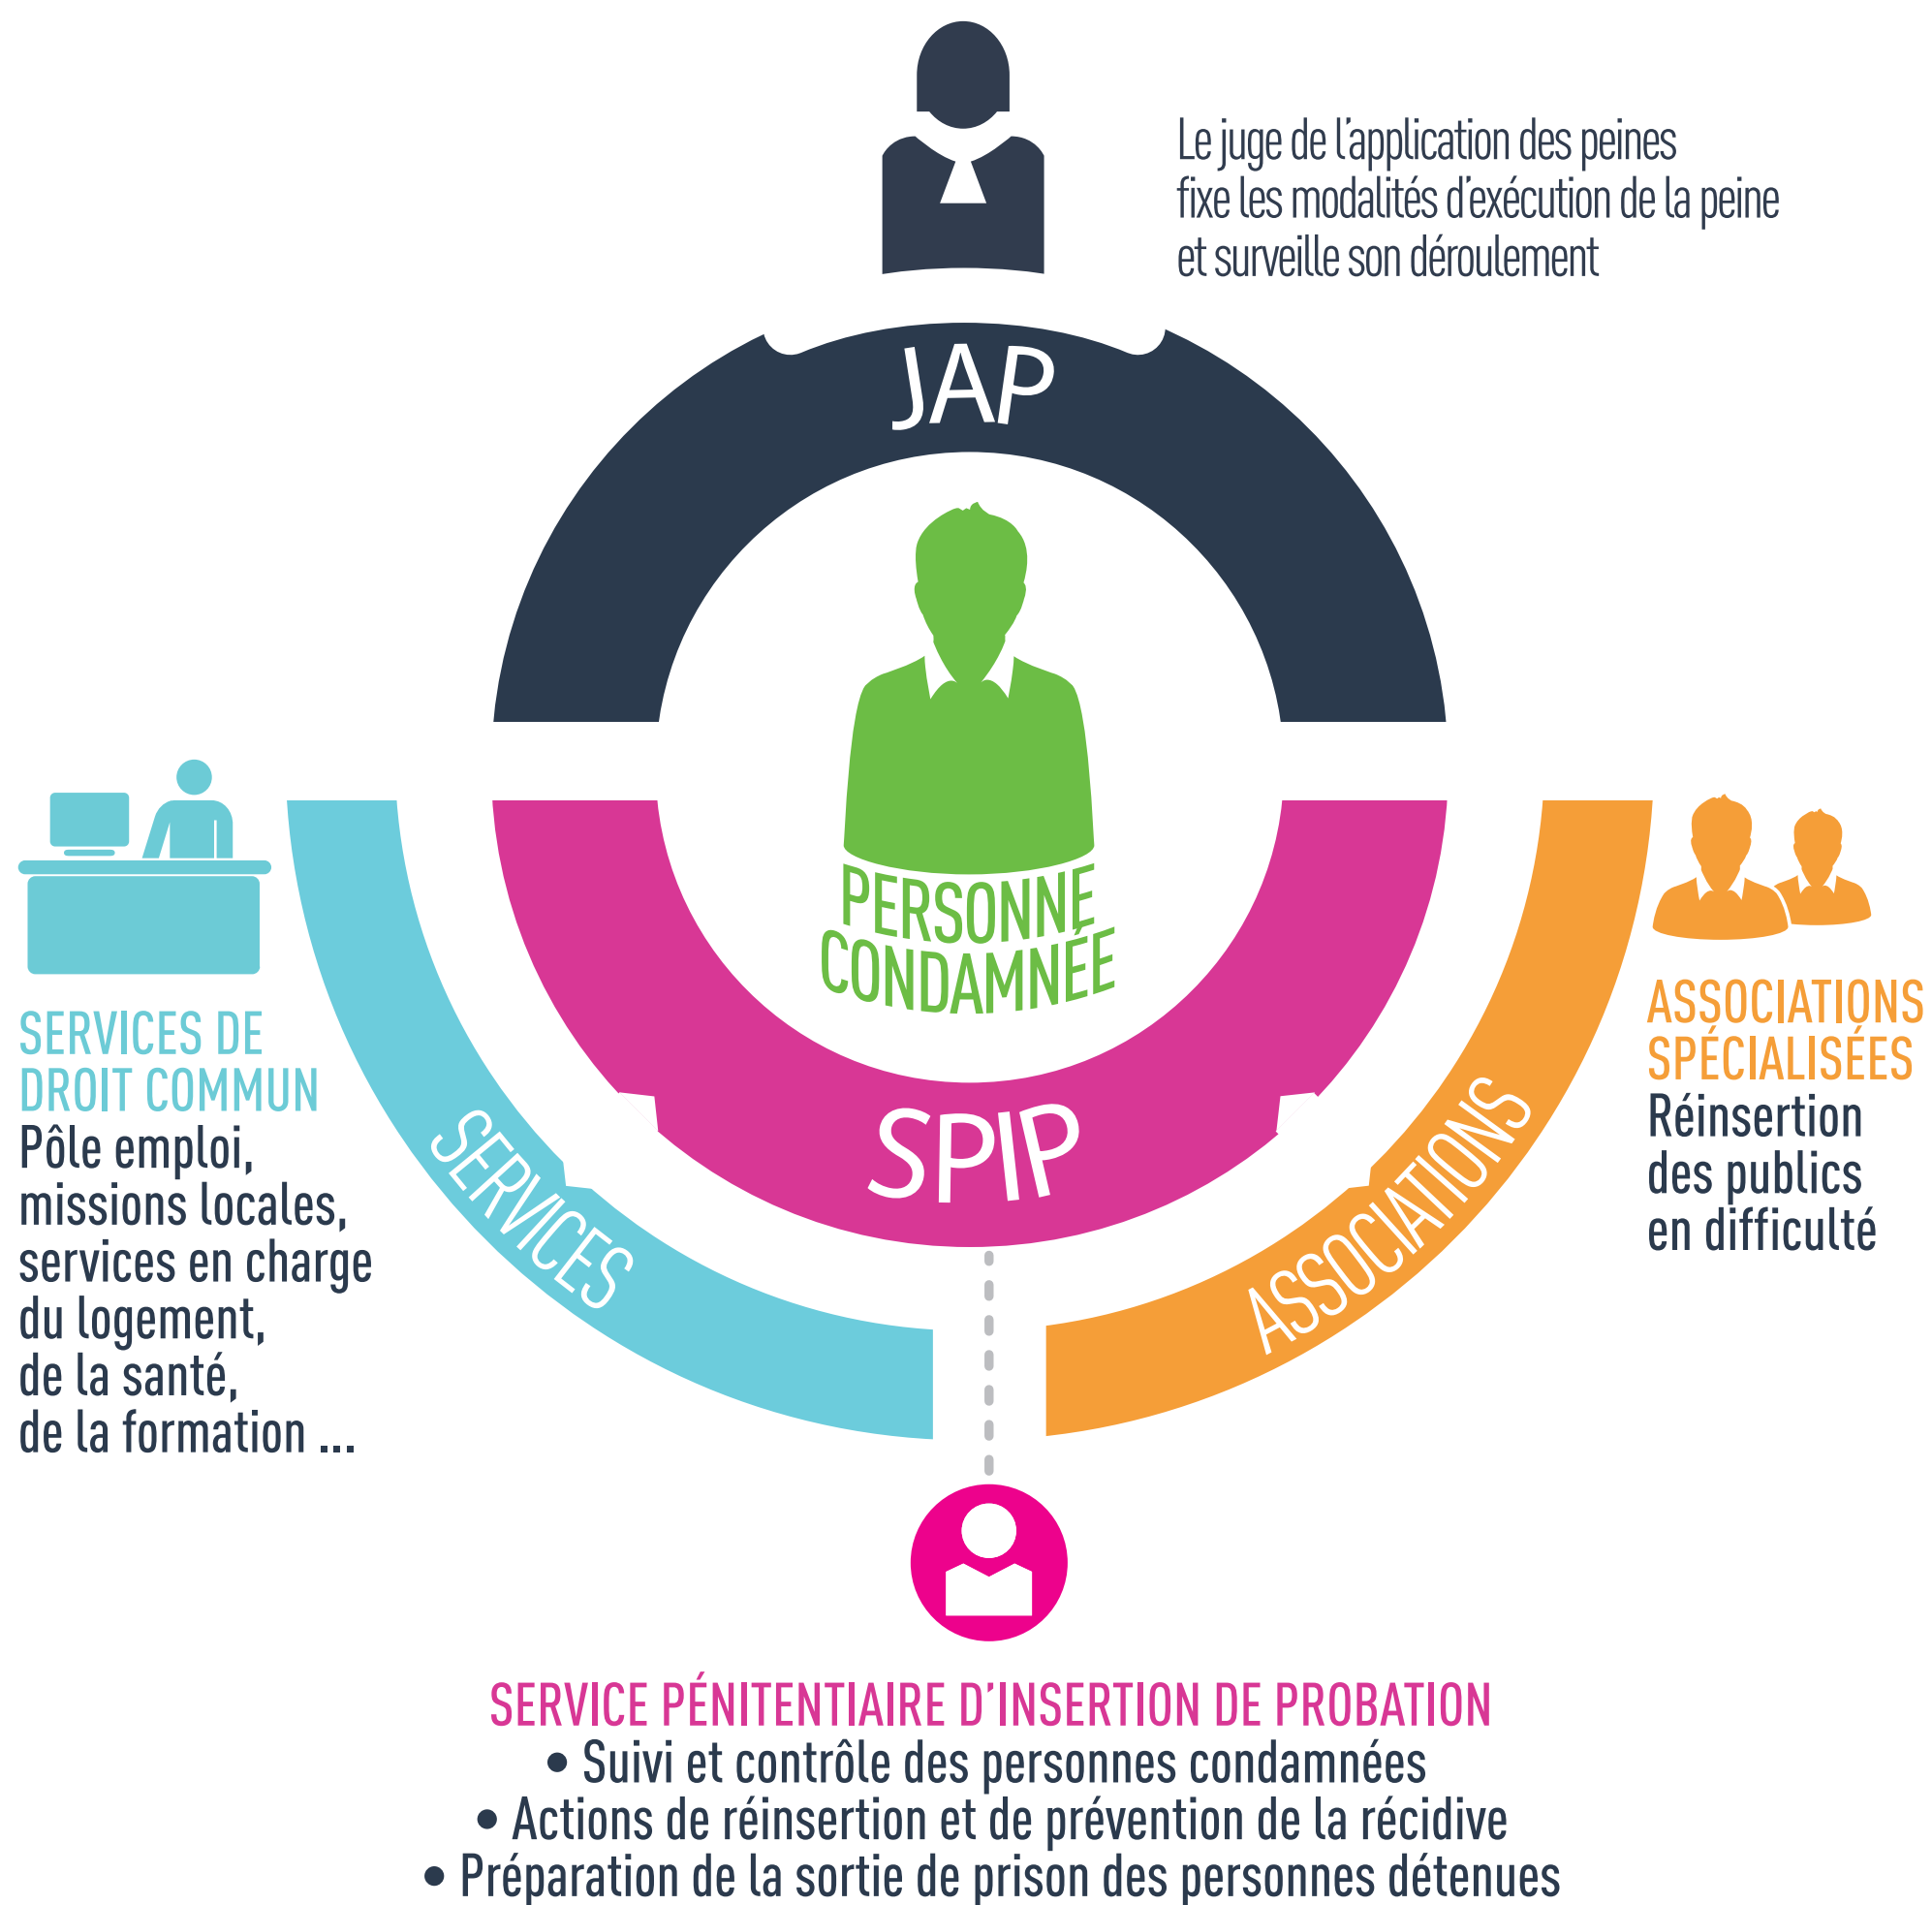 Le juge de l'application des peines
fixe les modalités d'exécution de la peine
et surveille son déroulement
JAP
PERSONNE
CONDAMNÉE
SPIP
SERVICES
ASSOCIATIONS
SERVICES DE
DROIT COMMUN
Pôle emploi,
missions locales,
services en charge
du logement,
de la santé,
de la formation ...
ASSOCIATIONS
SPÉCIALISÉES
Réinsertion
des publics
en difficulté
SERVICE PÉNITENTIAIRE D'INSERTION DE PROBATION
• Suivi et contrôle des personnes condamnées
• Actions de réinsertion et de prévention de la récidive
• Préparation de la sortie de prison des personnes détenues